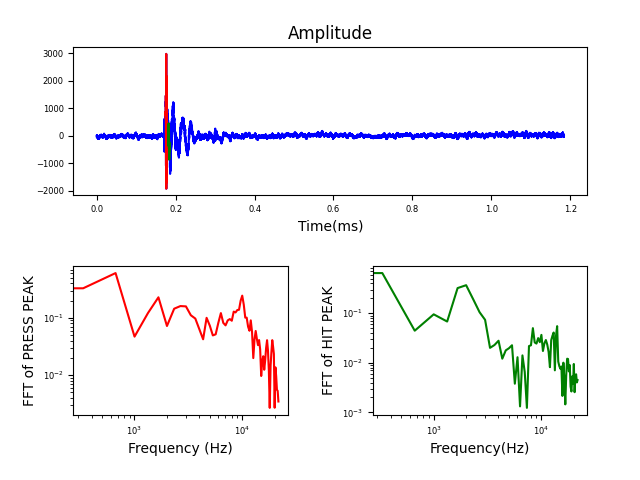 Amplitude
3000
2000
1000
0
−1000
−2000
0.0 0.2 0.4 0.6 0.8 1.0 1.2
Time(ms)
FFT of PRESS PEAK
10⁻¹
10⁻²
10³ 10⁴
Frequency (Hz)
FFT of HIT PEAK
10⁻¹
10⁻²
10⁻³
10³ 10⁴
Frequency(Hz)